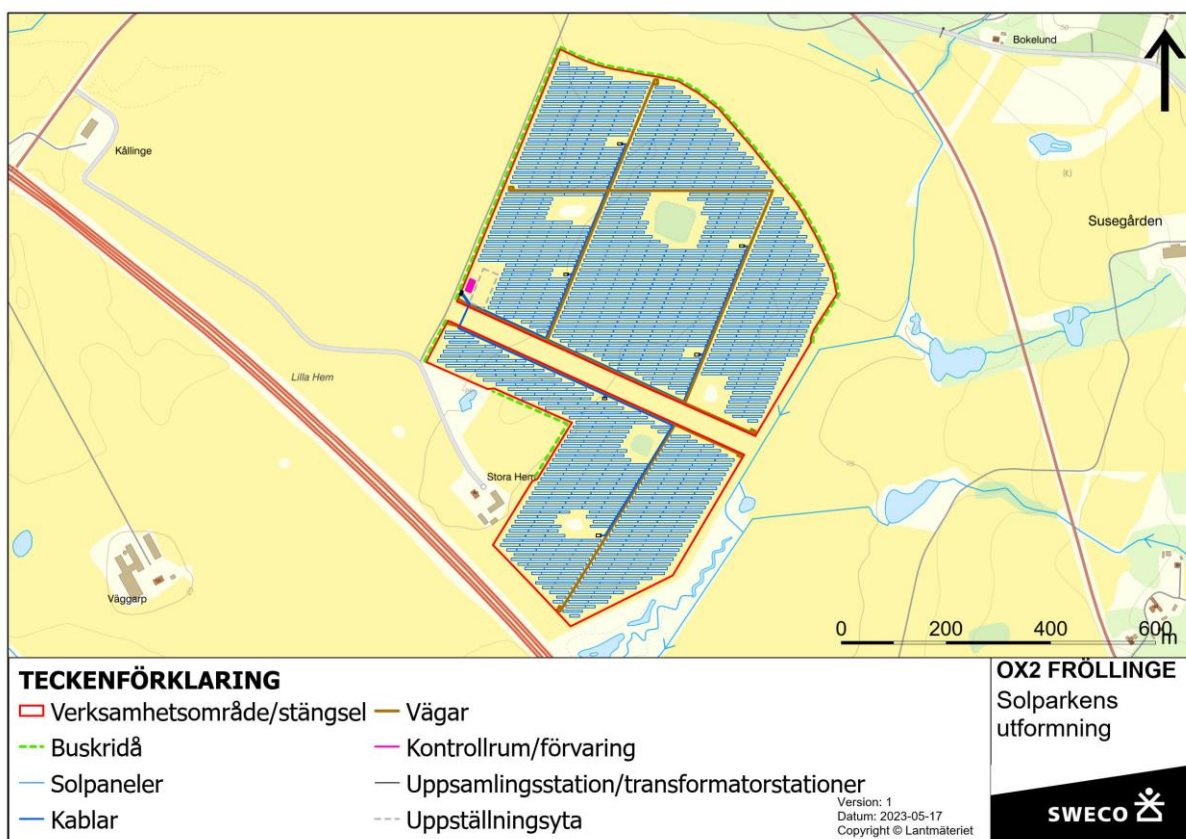 Bokelund
Kållinge
Susegården
Lilla Hem
Stora Hem
Väggarp
0 200 400 600
m
TECKENFÖRKLARING
Verksamhetsområde/stängsel
Buskridå
Solpaneler
Kablar
Vägar
Kontrollrum/förvaring
Uppsamlingsstation/transformatorstationer
Uppställningsyta
Version: 1
Datum: 2023-05-17
Copyright © Lantmäteriet
OX2 FRÖLLINGE
Solparkens
utformning
SWECO